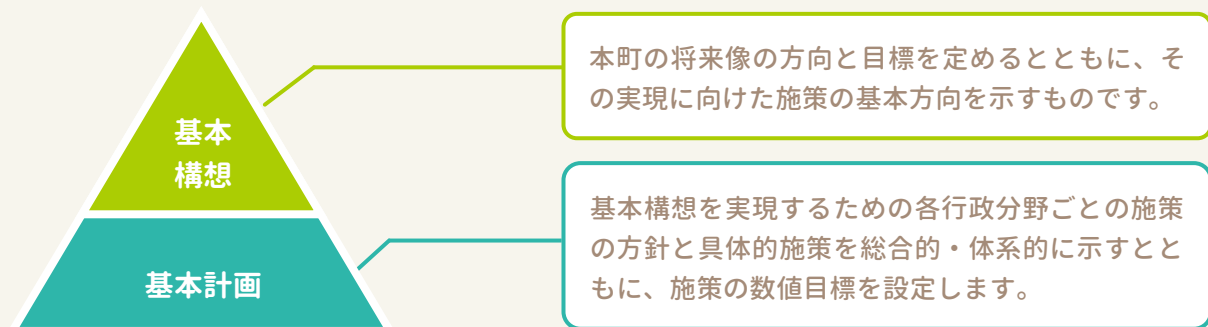 基本
構想
本町の将来像の方向と目標を定めるとともに、そ
の実現に向けた施策の基本方向を示すものです。
基本計画
基本構想を実現するための各行政分野ごとの施策
の方針と具体的施策を総合的・体系的に示すとと
もに、施策の数値目標を設定します。